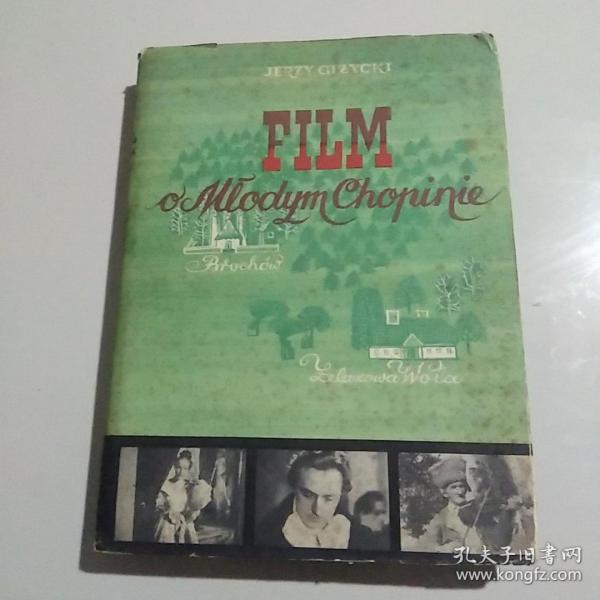 JERZY GIŻYCKI
FILM
o Młodym Chopinie
Brochów
Żelazowa Wola
孔夫子旧书网
www.kongfz.com